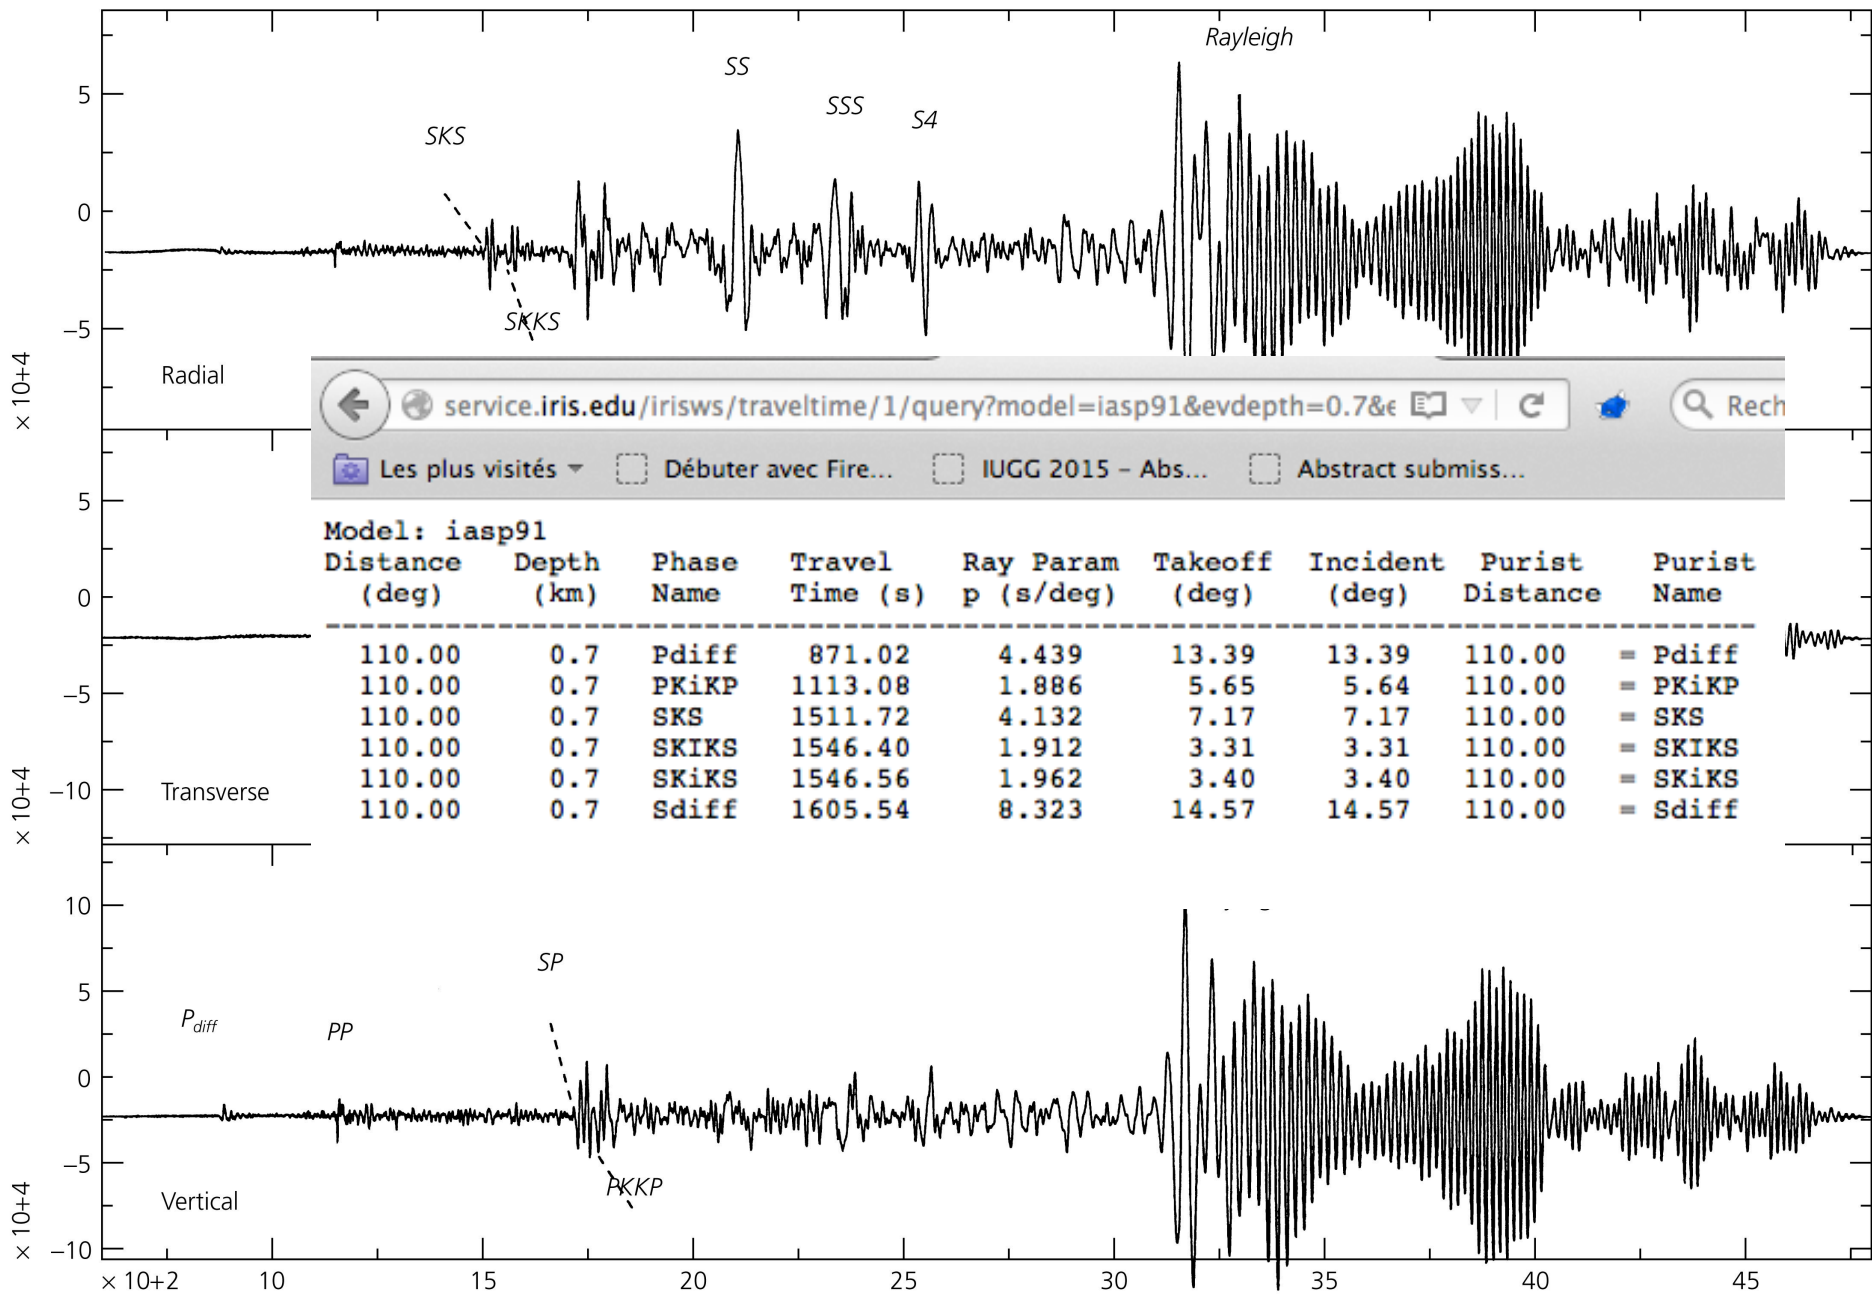 Rayleigh
SS
5
SSS
S4
SKS
0
SKKS
−5
Radial
× 10+4
service.iris.edu/irisws/traveltime/1/query?model=iasp91&evdepth=0.7&e
Rech
Les plus visités Débuter avec Fire... IUGG 2015 – Abs... Abstract submiss...
5
0
−5
−10
Transverse
× 10+4
Model: iasp91
Distance Depth Phase Travel Ray Param Takeoff Incident Purist Purist
(deg) (km) Name Time (s) p (s/deg) (deg) (deg) Distance Name
-----------------------------------------------------------------------------------
110.00 0.7 Pdiff 871.02 4.439 13.39 13.39 110.00 = Pdiff
110.00 0.7 PKiKP 1113.08 1.886 5.65 5.64 110.00 = PKiKP
110.00 0.7 SKS 1511.72 4.132 7.17 7.17 110.00 = SKS
110.00 0.7 SKIKS 1546.40 1.912 3.31 3.31 110.00 = SKIKS
110.00 0.7 SKiKS 1546.56 1.962 3.40 3.40 110.00 = SKiKS
110.00 0.7 Sdiff 1605.54 8.323 14.57 14.57 110.00 = Sdiff
10
SP
5
Pdiff
PP
0
−5
PKKP
Vertical
× 10+4
−10
× 10+2 10 15 20 25 30 35 40 45